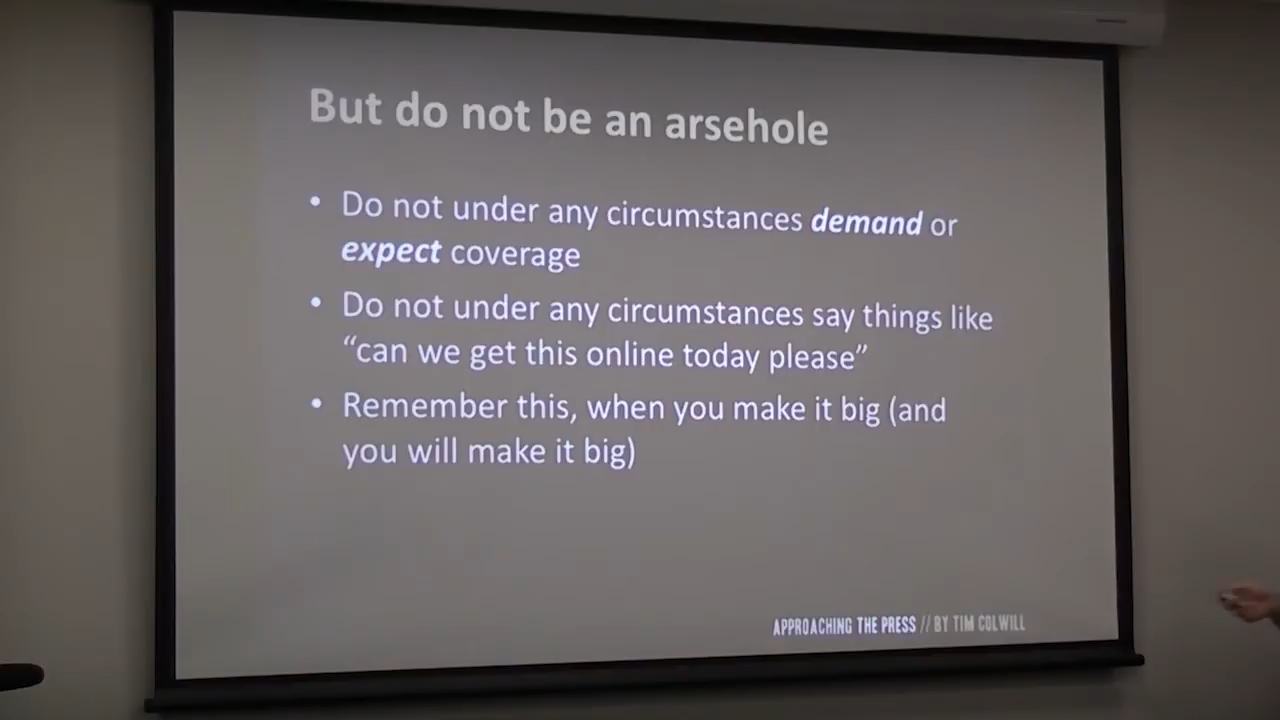 But do not be an arsehole
• Do not under any circumstances demand or
expect coverage
• Do not under any circumstances say things like
“can we get this online today please”
• Remember this, when you make it big (and
you will make it big)
APPROACHING THE PRESS // BY TIM COLWILL